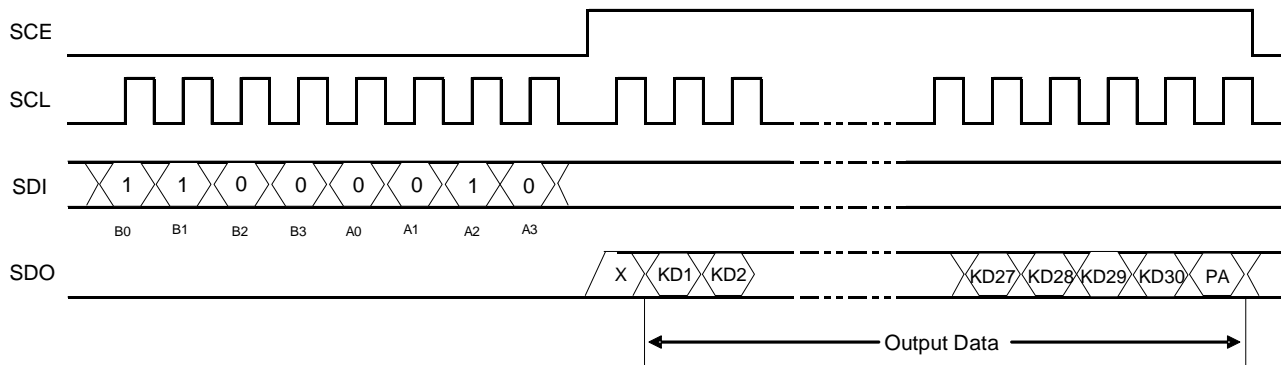 SCE
SCL
SDI 1 1 0 0 0 0 1 0
B0 B1 B2 B3 A0 A1 A2 A3
SDO X KD1 KD2 KD27 KD28 KD29 KD30 PA
Output Data